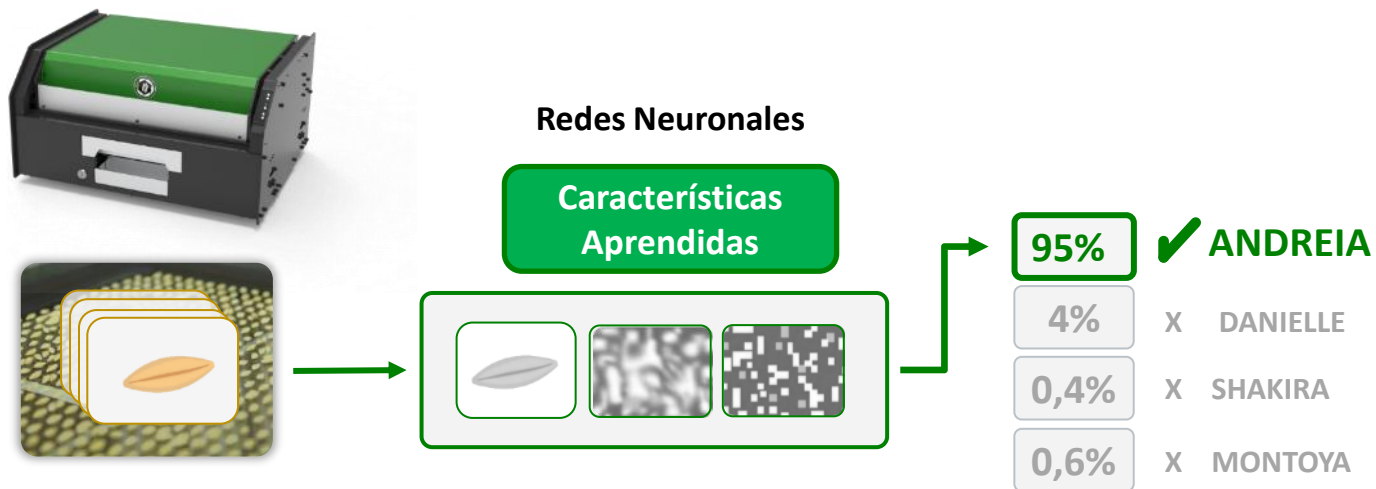 Redes Neuronales
Características
Aprendidas
95% ✔ ANDREIA
4% X DANIELLE
0,4% X SHAKIRA
0,6% X MONTOYA